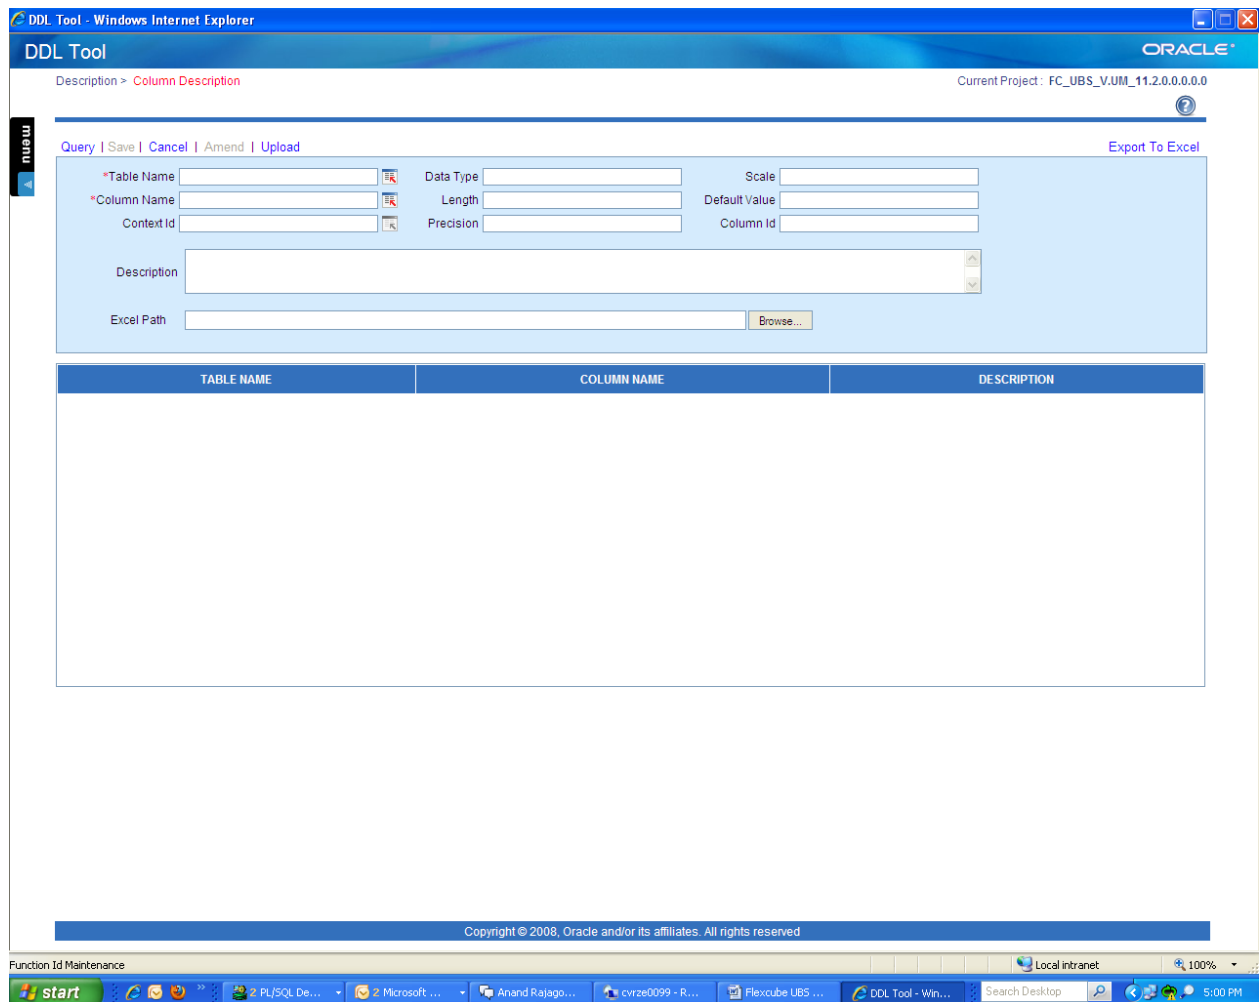 DDL Tool - Windows Internet Explorer
DDL Tool
ORACLE
Description > Column Description
Current Project : FC_UBS_V.UM_11.2.0.0.0.0.0
menu
Query | Save | Cancel | Amend | Upload
Export To Excel
*Table Name
Data Type
Scale
*Column Name
Length
Default Value
Context Id
Precision
Column Id
Description
Excel Path
Browse...
TABLE NAME
COLUMN NAME
DESCRIPTION
Copyright © 2008, Oracle and/or its affiliates. All rights reserved
Function Id Maintenance
Local intranet
100%
start
2 PL/SQL De...
2 Microsoft ...
Anand Rajago...
cvrze0099 - R...
Flexcube UBS ...
DDL Tool - Win...
Search Desktop
5:00 PM